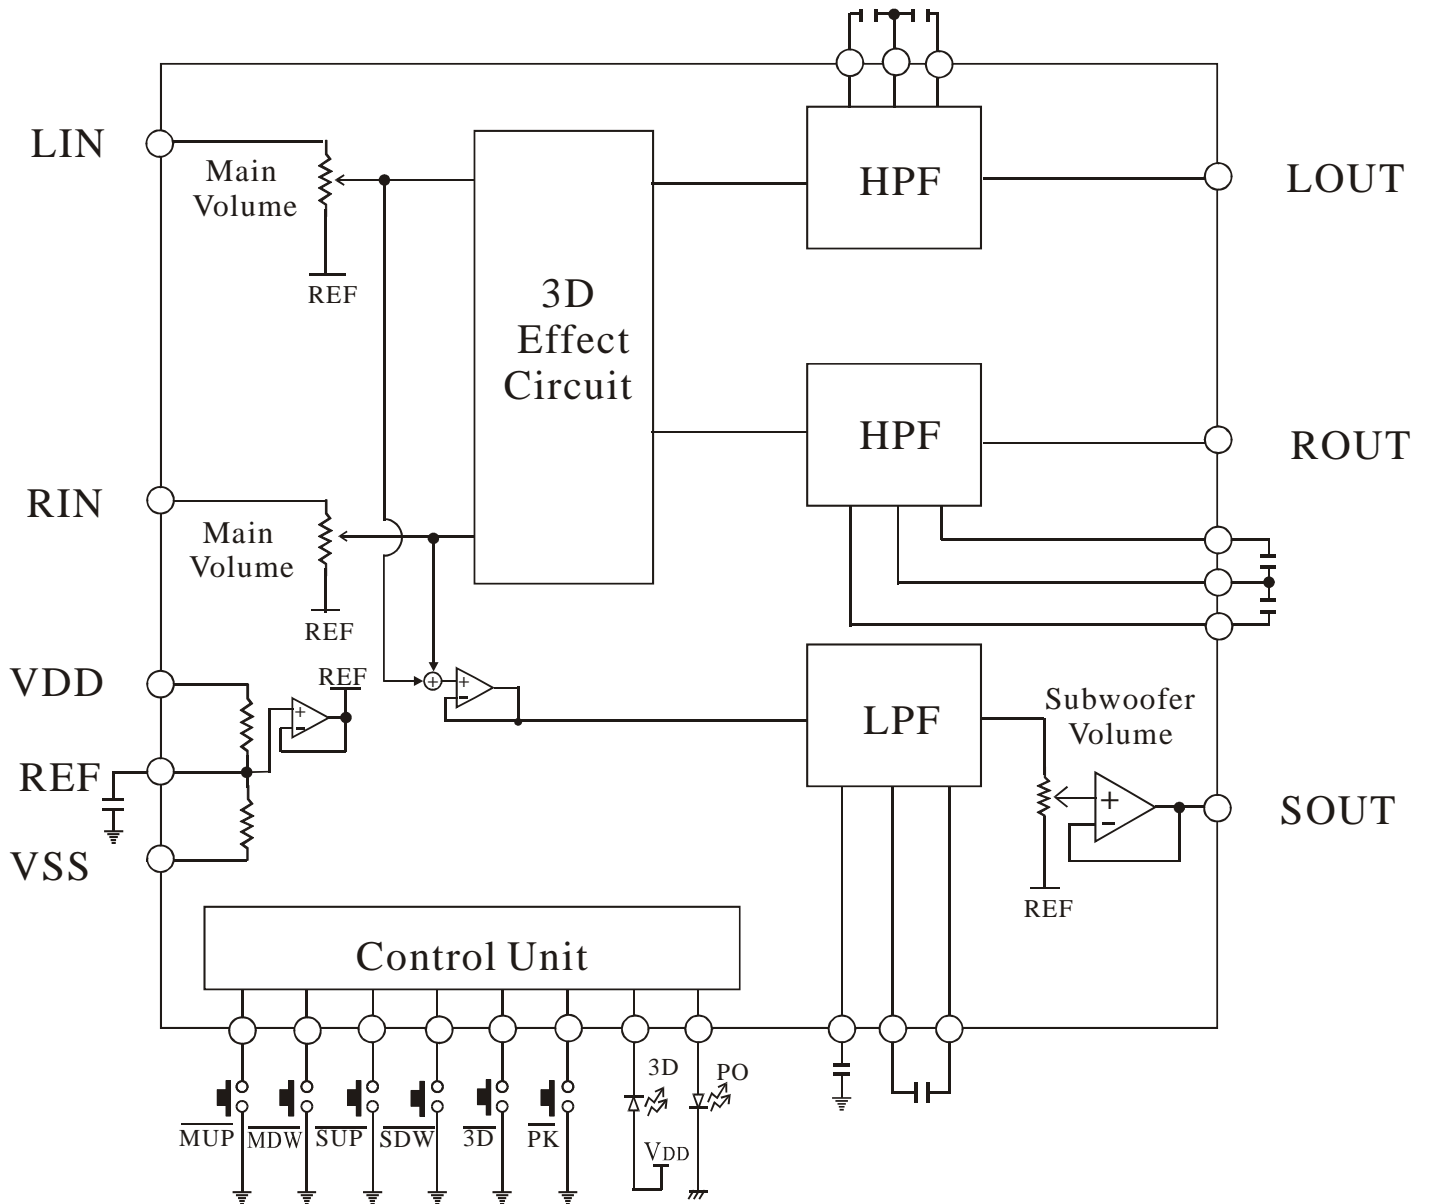 LIN
Main
Volume
REF
HPF
LOUT
3D
Effect
Circuit
HPF
ROUT
RIN
Main
Volume
REF
VDD
REF
REF
VSS
+
+
LPF
Subwoofer
Volume
+
SOUT
REF
Control Unit
3D
PO
MUP
MDW
SUP
SDW
3D
PK
VDD